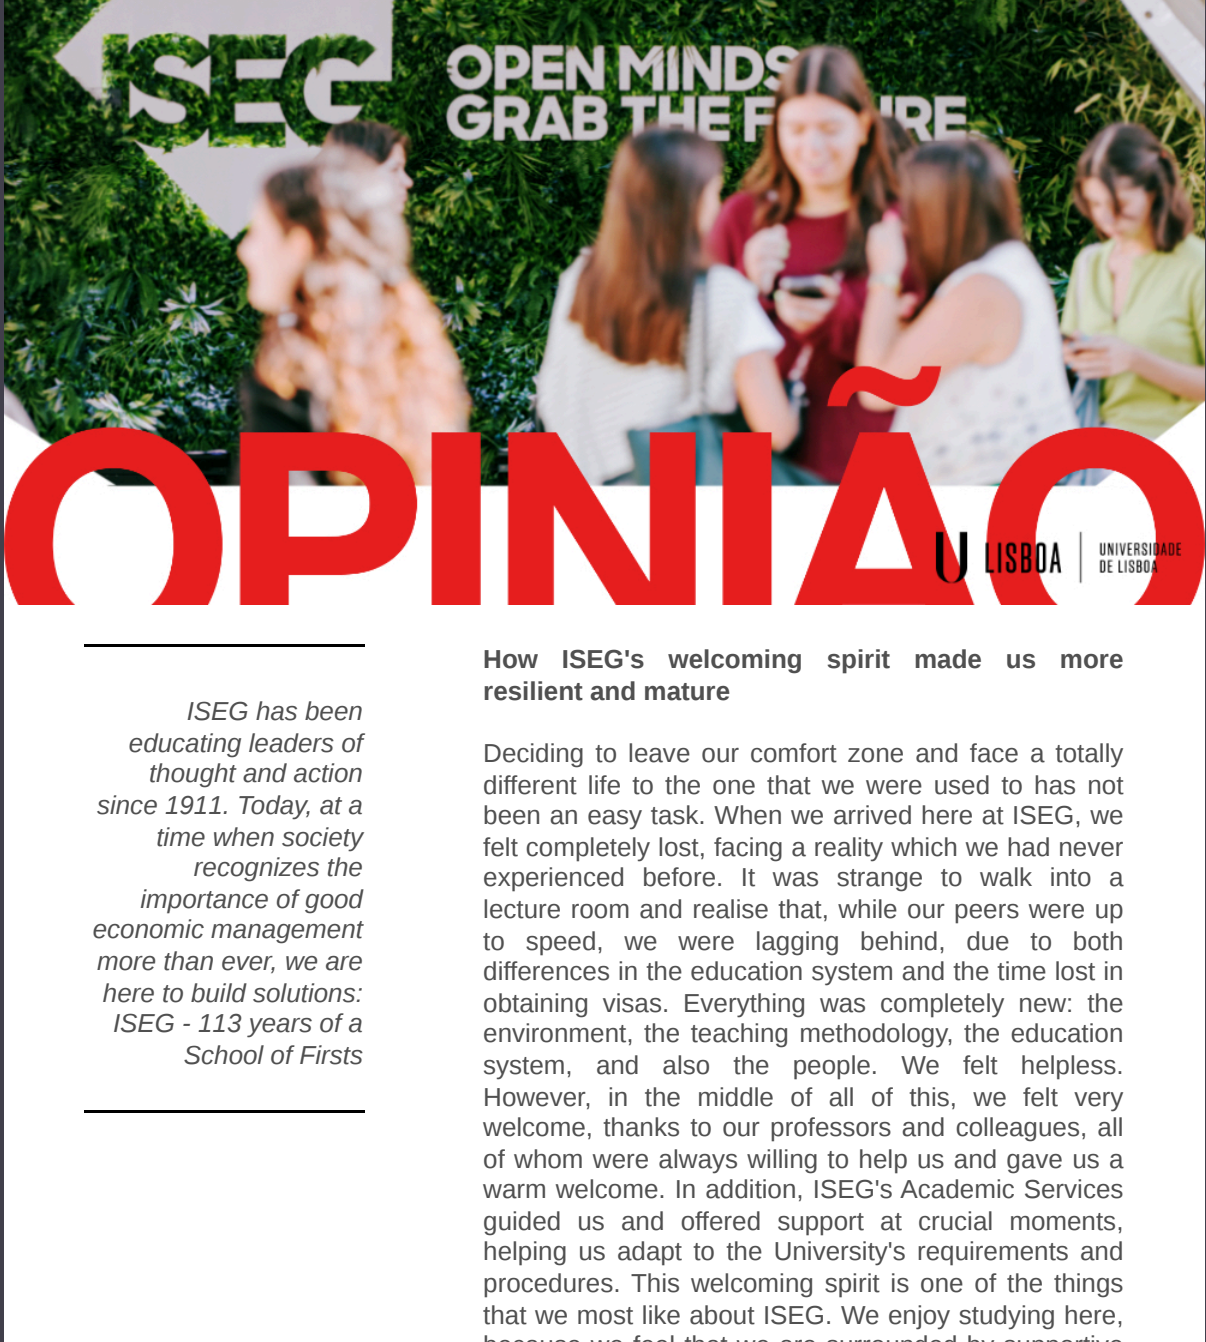 ISEG
OPEN MINDS
GRAB THE
OPINIÃO
U LISBOA
UNIVERSIDADE
DE LISBOA
ISEG has been
educating leaders of
thought and action
since 1911. Today, at a
time when society
recognizes the
importance of good
economic management
more than ever, we are
here to build solutions:
ISEG - 113 years of a
School of Firsts
How ISEG's welcoming spirit made us more
resilient and mature
Deciding to leave our comfort zone and face a totally
different life to the one that we were used to has not
been an easy task. When we arrived here at ISEG, we
felt completely lost, facing a reality which we had never
experienced before. It was strange to walk into a
lecture room and realise that, while our peers were up
to speed, we were lagging behind, due to both
differences in the education system and the time lost in
obtaining visas. Everything was completely new: the
environment, the teaching methodology, the education
system, and also the people. We felt helpless.
However, in the middle of all of this, we felt very
welcome, thanks to our professors and colleagues, all
of whom were always willing to help us and gave us a
warm welcome. In addition, ISEG's Academic Services
guided us and offered support at crucial moments,
helping us adapt to the University's requirements and
procedures. This welcoming spirit is one of the things
that we most like about ISEG. We enjoy studying here,
because we feel that we are surrounded by supportive